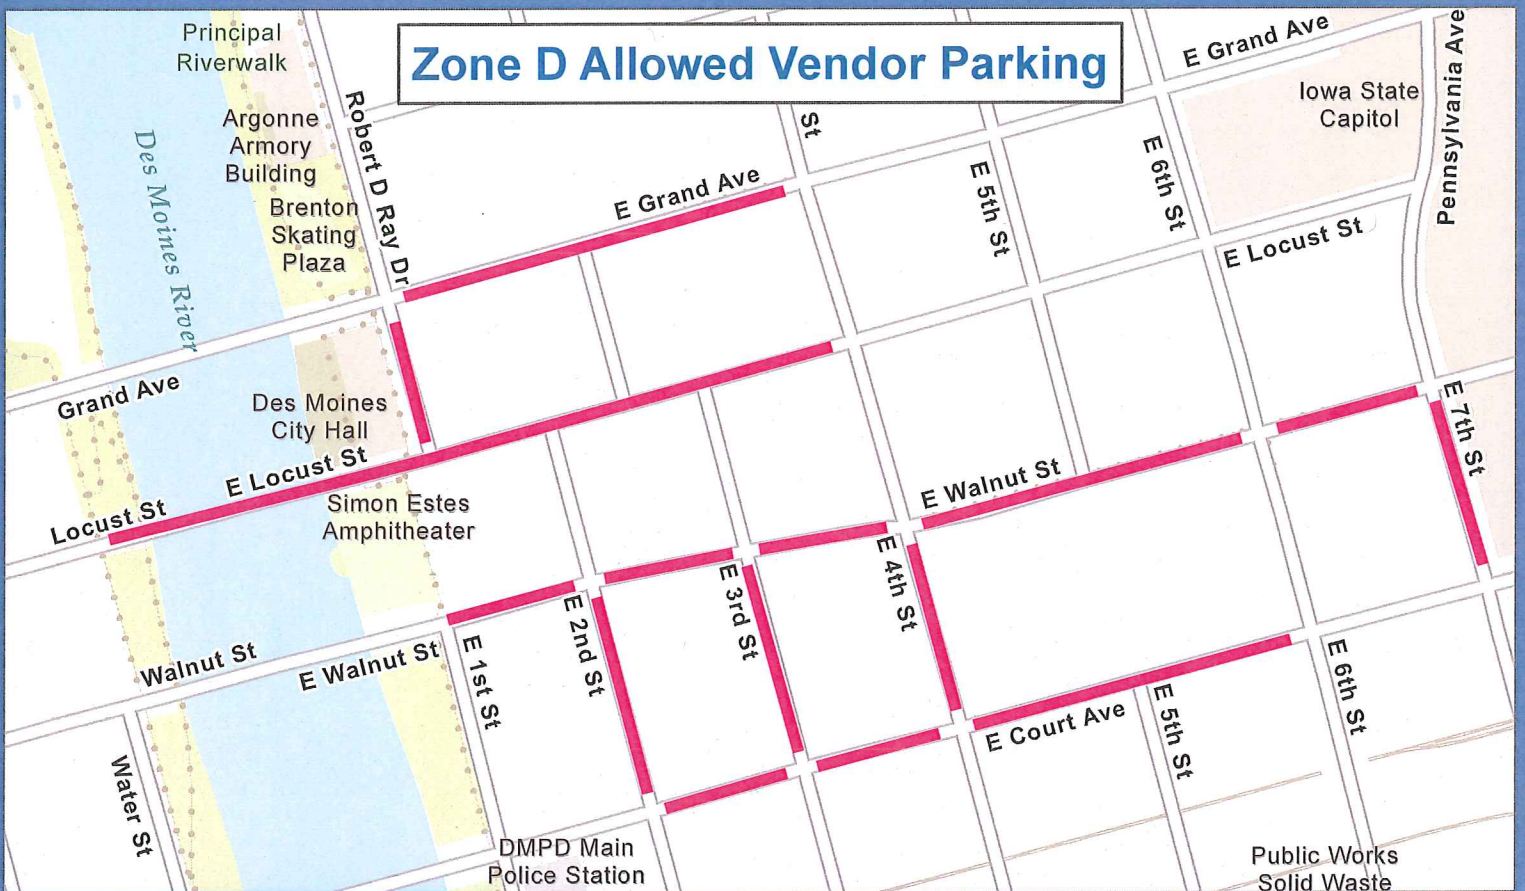 Zone D Allowed Vendor Parking
Principal
Riverwalk
Argonne
Armory
Building
Brenton
Skating
Plaza
Robert D Ray Dr
Des Moines River
St
E Grand Ave
E Grand Ave
E 5th St
E 6th St
Iowa State
Capitol
Pennsylvania Ave
E Locust St
Grand Ave
Des Moines
City Hall
E Locust St
Locust St
Simon Estes
Amphitheater
E Walnut St
E 7th St
E 4th St
E 3rd St
E 2nd St
E 1st St
Walnut St
E Walnut St
Water St
E Court Ave
E 5th St
E 6th St
DMPD Main
Police Station
Public Works
Solid Waste